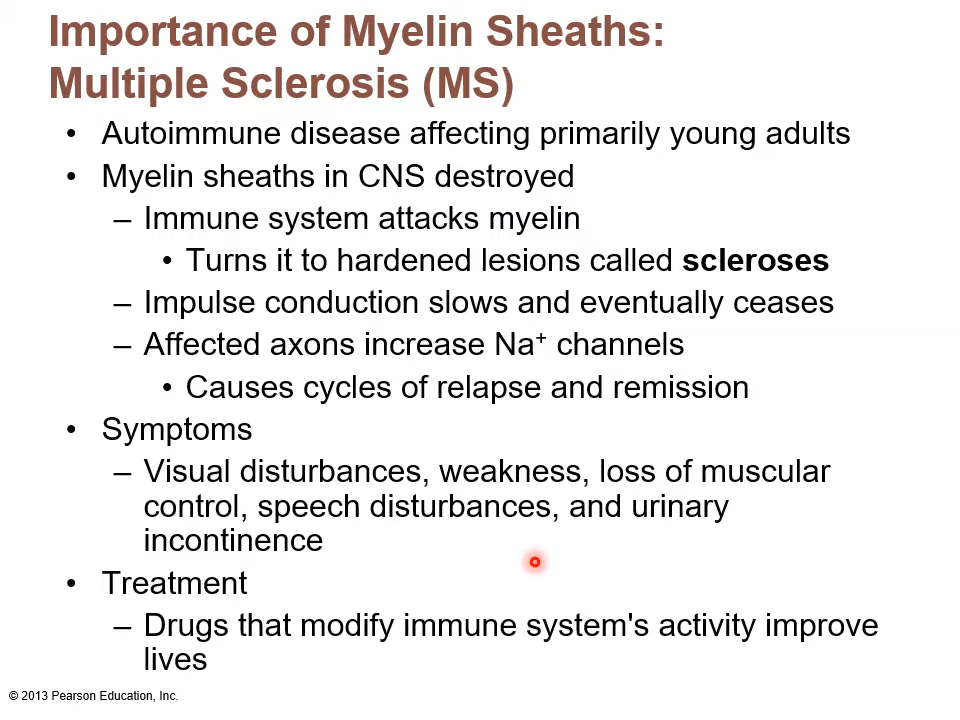 Importance of Myelin Sheaths:
Multiple Sclerosis (MS)
• Autoimmune disease affecting primarily young adults
• Myelin sheaths in CNS destroyed
– Immune system attacks myelin
• Turns it to hardened lesions called scleroses
– Impulse conduction slows and eventually ceases
– Affected axons increase Na⁺ channels
• Causes cycles of relapse and remission
• Symptoms
– Visual disturbances, weakness, loss of muscular
control, speech disturbances, and urinary
incontinence
• Treatment
– Drugs that modify immune system's activity improve
lives
© 2013 Pearson Education, Inc.